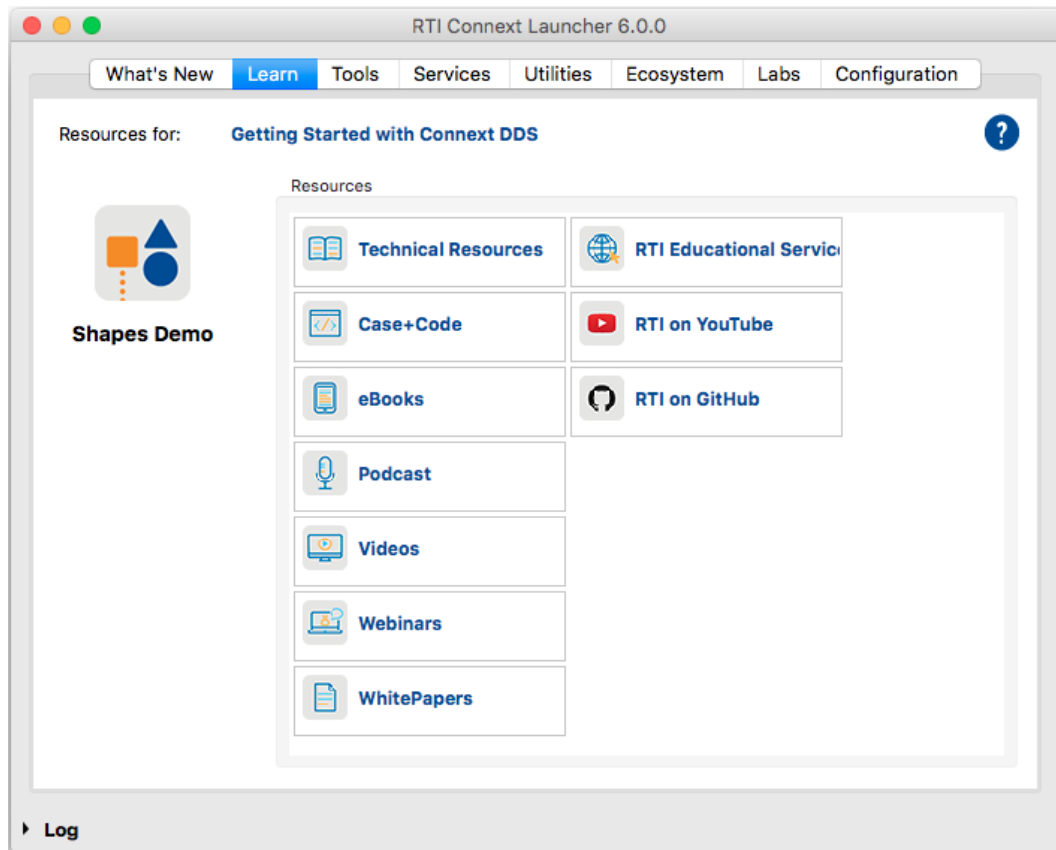 RTI Connext Launcher 6.0.0
What's New Learn Tools Services Utilities Ecosystem Labs Configuration
Resources for: Getting Started with Connext DDS ?
Resources
Shapes Demo
Technical Resources
RTI Educational Servic
Case+Code
RTI on YouTube
eBooks
RTI on GitHub
Podcast
Videos
Webinars
WhitePapers
Log